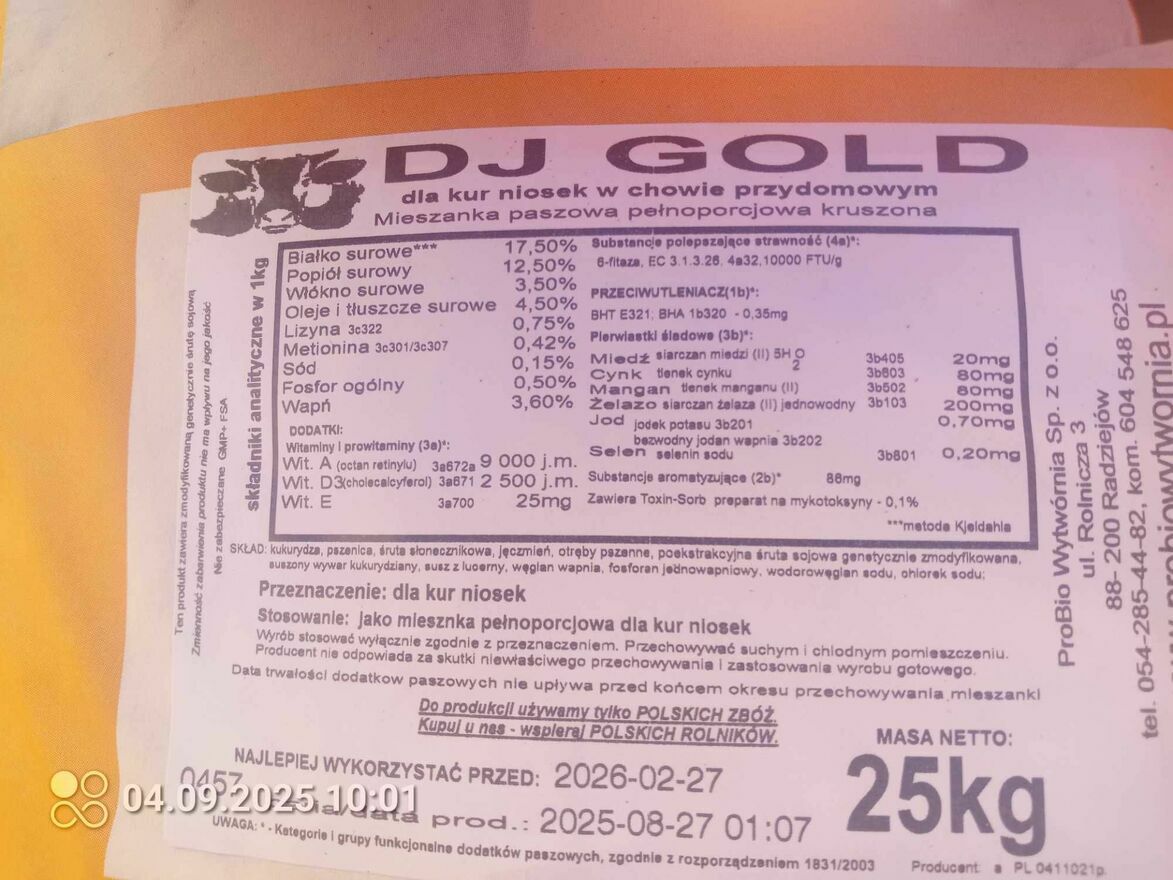 DJ GOLD
dla kur niosek w chowie przydomowym
Mieszanka paszowa pełnoporcjowa kruszona
składniki analityczne w 1kg
Białko surowe*** 17,50%
Popiół surowy 12,50%
Włókno surowe 3,50%
Oleje i tłuszcze surowe 4,50%
Lizyna 3c322 0,75%
Metionina 3c301/3c307 0,42%
Sód 0,15%
Fosfor ogólny 0,50%
Wapń 3,60%
DODATKI:
Witaminy i prowitaminy (3a)*:
Wit. A (octan retinylu) 3a672a 9 000 j.m.
Wit. D3(cholecalcyferol) 3a671 2 500 j.m.
Wit. E 3a700 25mg
Substancje polepszające strawność (4a)*:
6-fitaza, EC 3.1.3.26, 4a32,10000 FTU/g
PRZECIWUTLENIACZ(1b)*:
BHT E321; BHA 1b320 - 0,35mg
Pierwiastki śladowe (3b)*:
Miedź siarczan miedzi (II) 5H2O 3b405 20mg
Cynk tlenek cynku 3b603 80mg
Mangan tlenek manganu (II) 3b502 80mg
Żelazo siarczan żelaza (II) jednowodny 3b103 200mg
Jod jodek potasu 3b201 0,70mg
bezwodny jodan wapnia 3b202
Selen selenin sodu 3b801 0,20mg
Substancje aromatyzujące (2b)* 86mg
Zawiera Toxin-Sorb preparat na mykotoksyny - 0,1%
***metoda Kjeldahla
SKŁAD: kukurydza, pszenica, śruta słonecznikowa, jęczmień, otręby pszenne, poekstrakcyjna śruta sojowa genetycznie zmodyfikowana,
suszony wywar kukurydziany, susz z lucerny, węglan wapnia, fosforan jednowapniowy, wodorowęglan sodu, chlorek sodu;
Przeznaczenie: dla kur niosek
Stosowanie: jako miesznka pełnoporcjowa dla kur niosek
Wyrób stosować wyłącznie zgodnie z przeznaczeniem. Przechowywać suchym i chłodnym pomieszczeniu.
Producent nie odpowiada za skutki niewłaściwego przechowywania i zastosowania wyrobu gotowego.
Data trwałości dodatkow paszowych nie upływa przed końcem okresu przechowywania mieszanki
Do produkcji używamy tylko POLSKICH ZBÓŻ.
Kupuj u nas - wspieraj POLSKICH ROLNIKÓW.
MASA NETTO:
25kg
NAJLEPIEJ WYKORZYSTAĆ PRZED: 2026-02-27
0457
data prod.: 2025-08-27 01:07
UWAGA: * - Kategorie i grupy funkcjonalne dodatków paszowych, zgodnie z rozporządzeniem 1831/2003
Producent a PL 0411021p.
Ten produkt zawiera zmodyfikowaną genetycznie śrutę sojową
Zmienność zabarwienia produktu nie ma wpływu na jego jakość
Nie zabezpieczane GMP+ FSA
ProBio Wytwórnia Sp. z o.o.
ul. Rolnicza 3
88- 200 Radziejów
tel. 054-285-44-82, kom. 604 548 625
04.09.2025 10:01